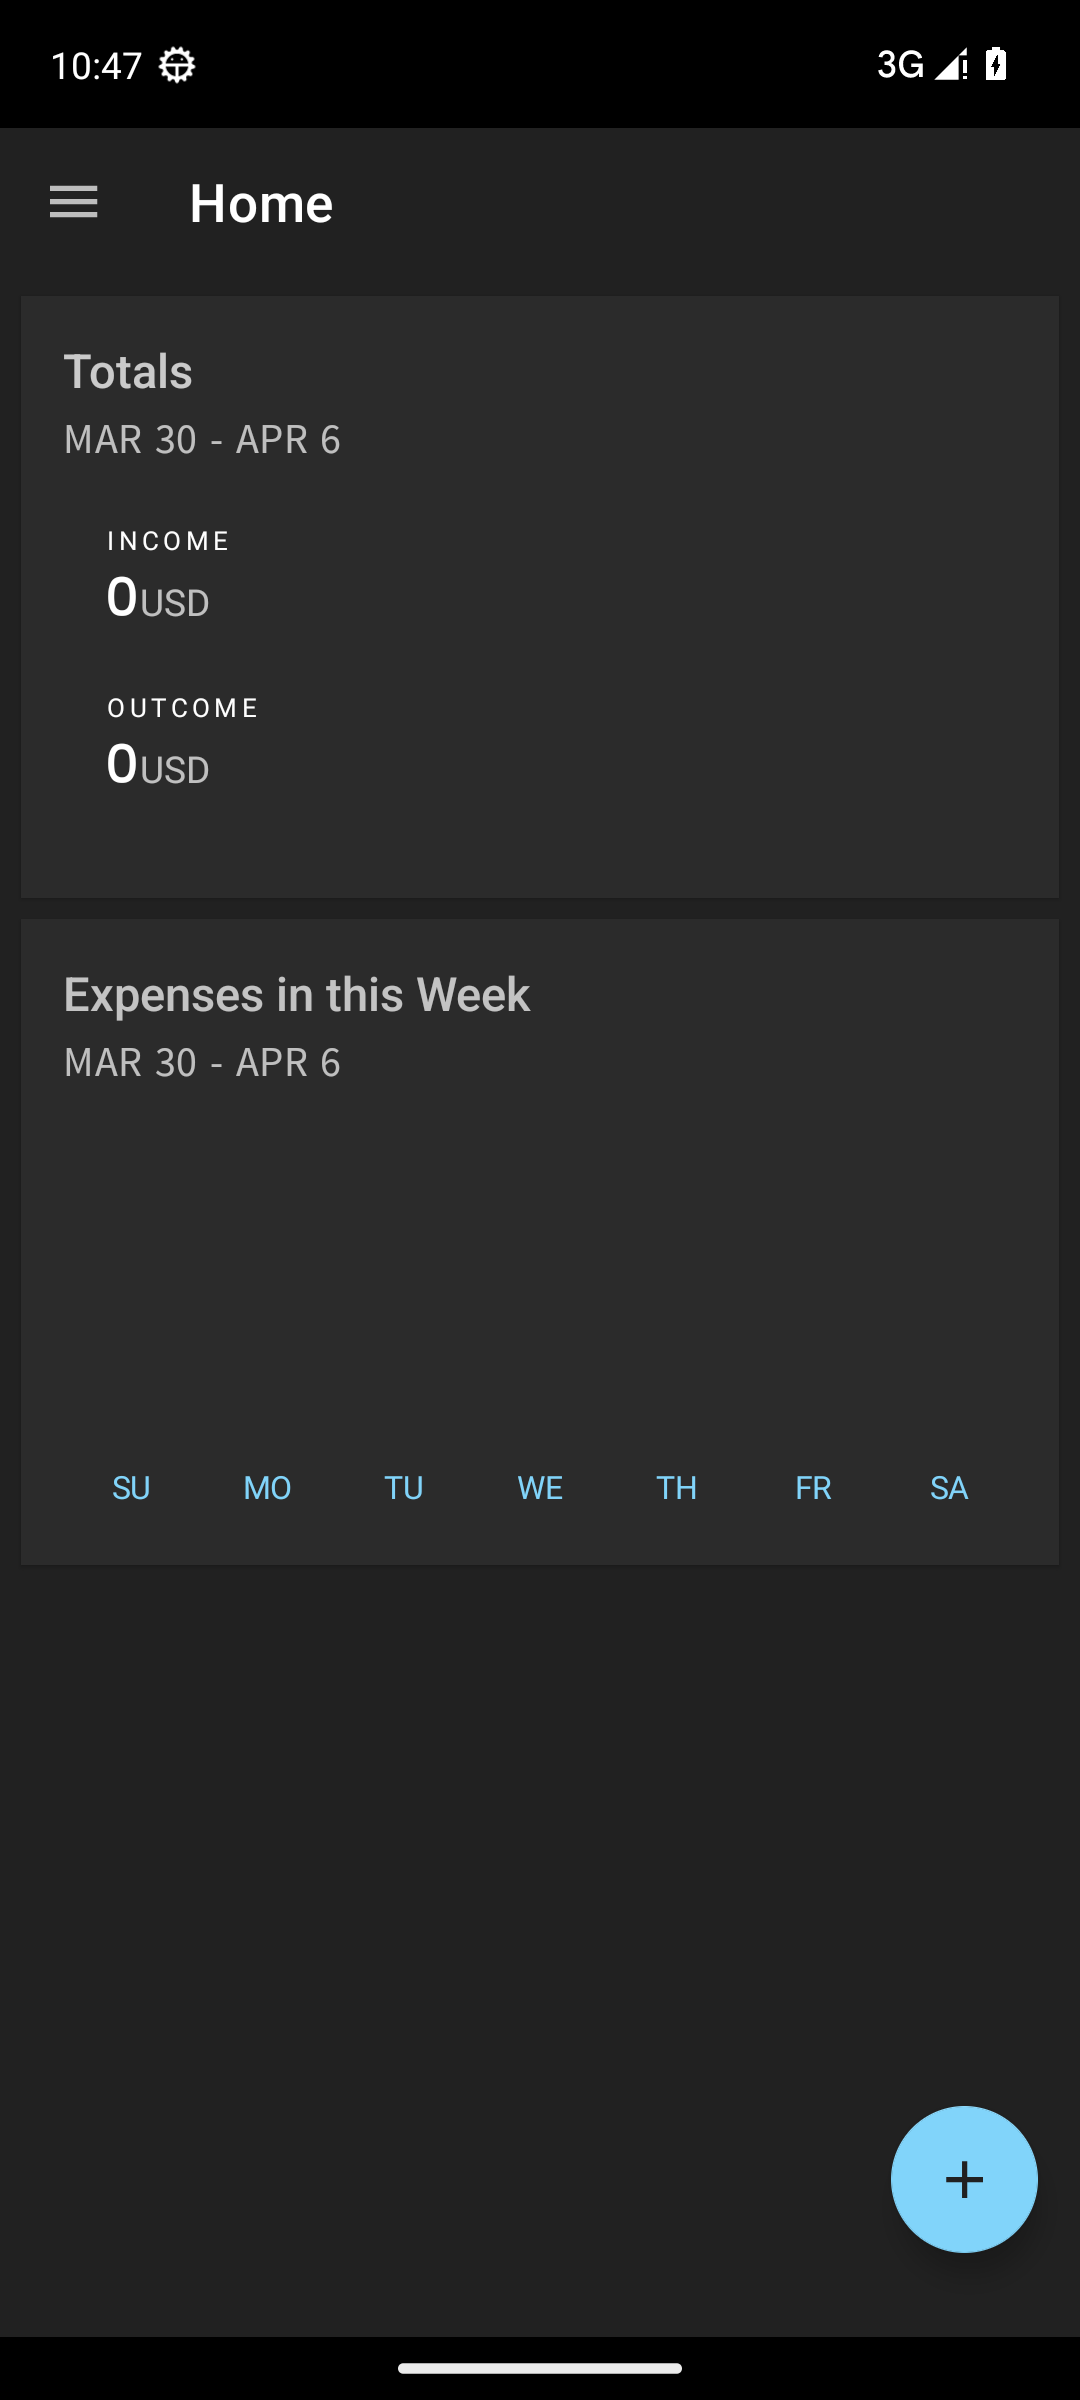 10:47
3G
Home
Totals
MAR 30 - APR 6
INCOME
0USD
OUTCOME
0USD
Expenses in this Week
MAR 30 - APR 6
SU MO TU WE TH FR SA